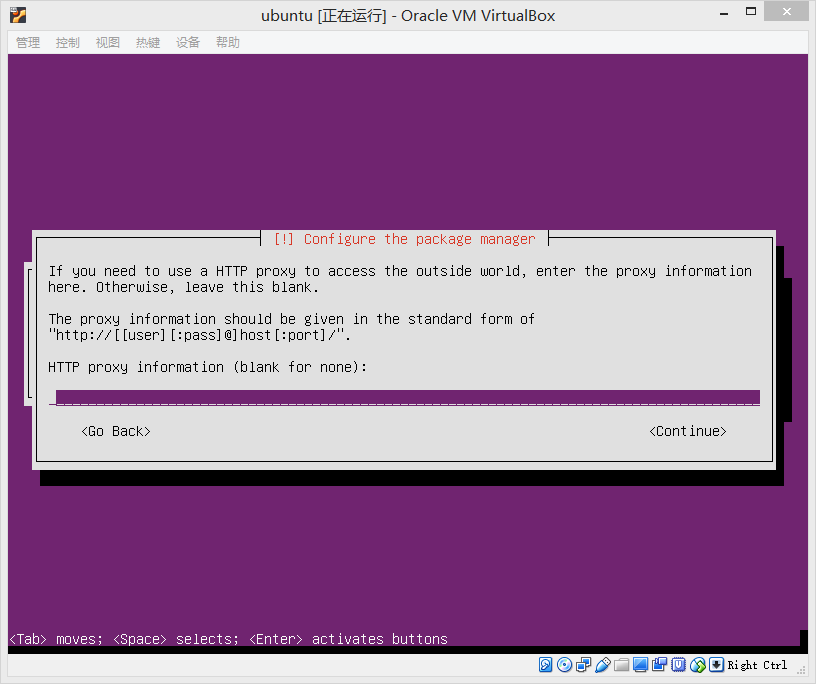 ubuntu [正在运行] - Oracle VM VirtualBox
管理 控制 视图 热键 设备 帮助
[!] Configure the package manager
If you need to use a HTTP proxy to access the outside world, enter the proxy information
here. Otherwise, leave this blank.
The proxy information should be given in the standard form of
"http://[[user][:pass]@]host[:port]/".
HTTP proxy information (blank for none):
<Go Back> <Continue>
<Tab> moves; <Space> selects; <Enter> activates buttons
Right Ctrl